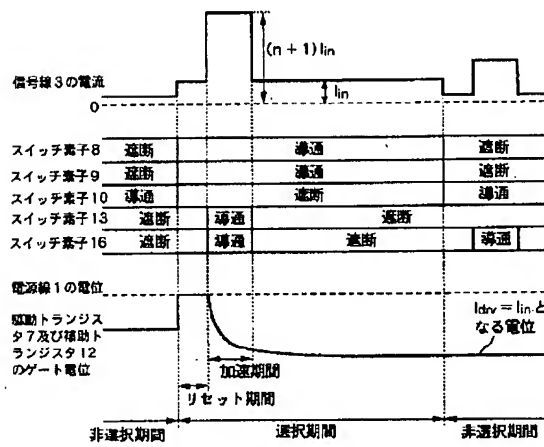 (n+1)Iin
信号線3の電流
Iin
0
スイッチ素子8 遮断 導通 遮断
スイッチ素子9 遮断 導通 遮断
スイッチ素子10 導通 遮断 導通
スイッチ素子13 遮断 導通 遮断
スイッチ素子16 遮断 導通 遮断 導通
電源線1の電位
駆動トランジス
タ7及び補助ト
ランジスタ12
のゲート電位
Idrv=Iinと
なる電位
加速期間
リセット期間
非選択期間 選択期間 非選択期間